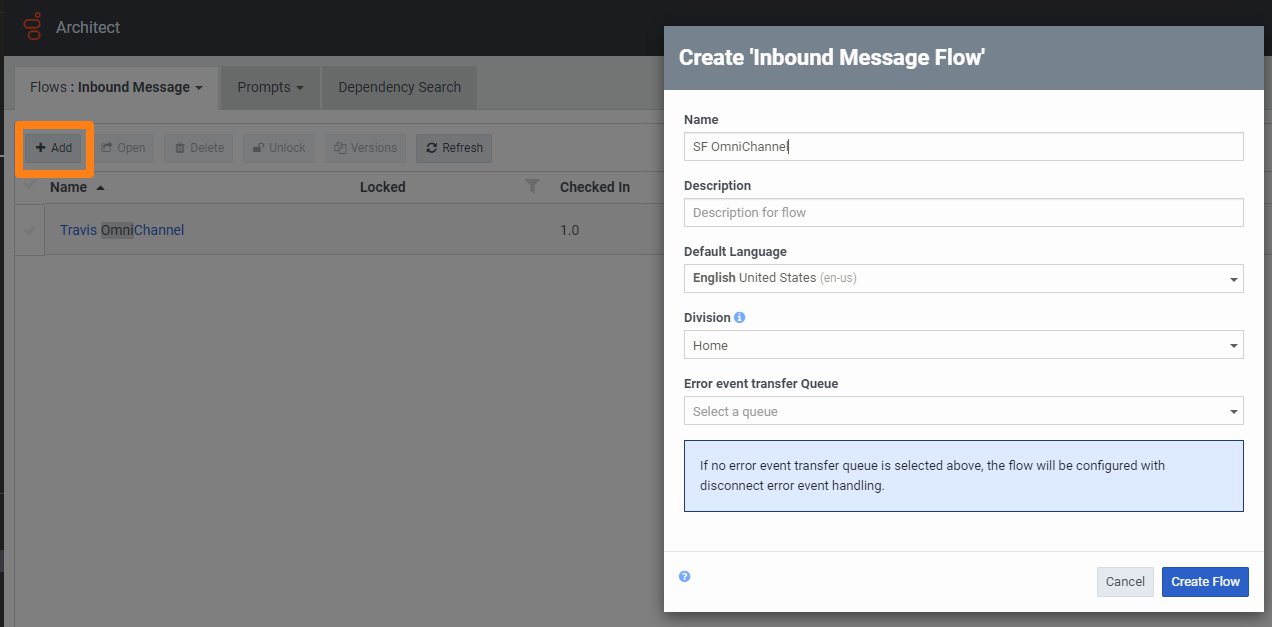 Architect
Flows : Inbound Message
Prompts
Dependency Search
Add
Open
Delete
Unlock
Versions
Refresh
Name
Locked
Checked In
Travis OmniChannel
1.0
Create 'Inbound Message Flow'
Name
SF OmniChannel
Description
Description for flow
Default Language
English United States (en-us)
Division
Home
Error event transfer Queue
Select a queue
If no error event transfer queue is selected above, the flow will be configured with
disconnect error event handling.
Cancel
Create Flow